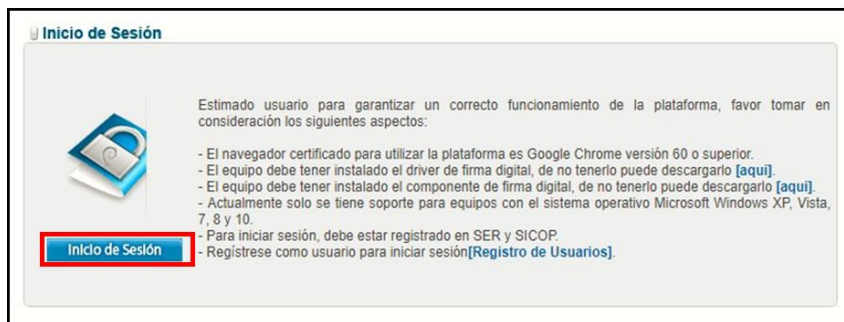 Inicio de Sesión
Estimado usuario para garantizar un correcto funcionamiento de la plataforma, favor tomar en
consideración los siguientes aspectos:
- El navegador certificado para utilizar la plataforma es Google Chrome versión 60 o superior.
- El equipo debe tener instalado el driver de firma digital, de no tenerlo puede descargarlo [aquí].
- El equipo debe tener instalado el componente de firma digital, de no tenerlo puede descargarlo [aquí].
- Actualmente solo se tiene soporte para equipos con el sistema operativo Microsoft Windows XP, Vista,
7, 8 y 10.
- Para iniciar sesión, debe estar registrado en SER y SICOP.
- Regístrese como usuario para iniciar sesión[Registro de Usuarios].
Inicio de Sesión